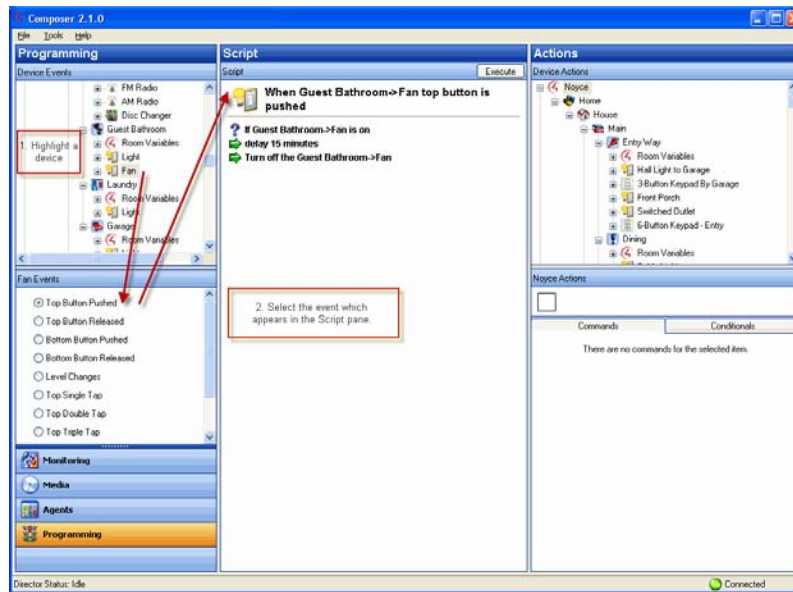 Composer 2.1.0
File Tools Help
Programming
Device Events
FM Radio
AM Radio
Disc Changer
Guest Bathroom
Room Variables
Light
Fan
Laundry
Room Variables
Light
Garage
Room Variables
1. Highlight a
device
Fan Events
Top Button Pushed
Top Button Released
Bottom Button Pushed
Bottom Button Released
Level Changes
Top Single Tap
Top Double Tap
Top Triple Tap
Monitoring
Media
Agents
Programming
Script
Script Execute
When Guest Bathroom->Fan top button is
pushed
If Guest Bathroom->Fan is on
delay 15 minutes
Turn off the Guest Bathroom->Fan
2. Select the event which
appears in the Script pane.
Actions
Device Actions
Noyce
Home
House
Main
Entry Way
Room Variables
Hall Light to Garage
3-Button Keypad By Garage
Front Porch
Switched Outlet
6-Button Keypad - Entry
Dining
Room Variables
Noyce Actions
Commands Conditionals
There are no commands for the selected item.
Director Status: Idle
Connected